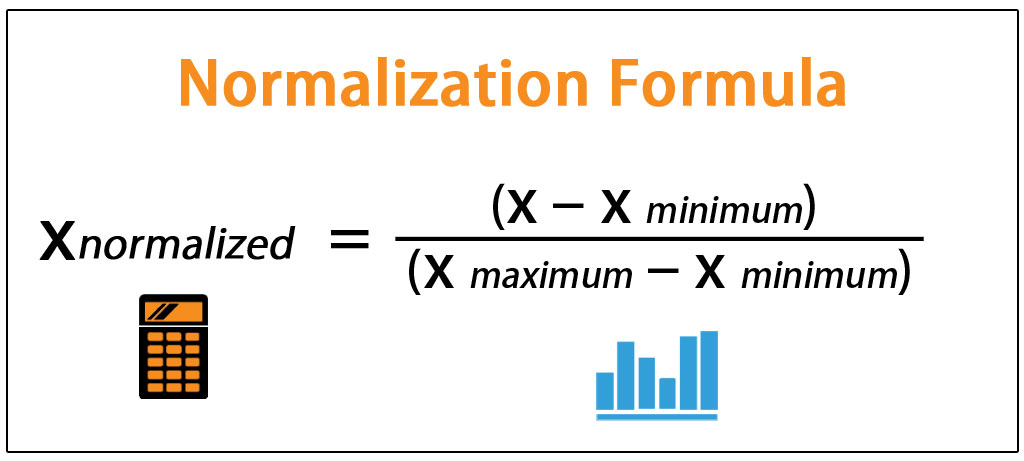 Normalization Formula
Xnormalized = (X – X minimum)
(X maximum – X minimum)